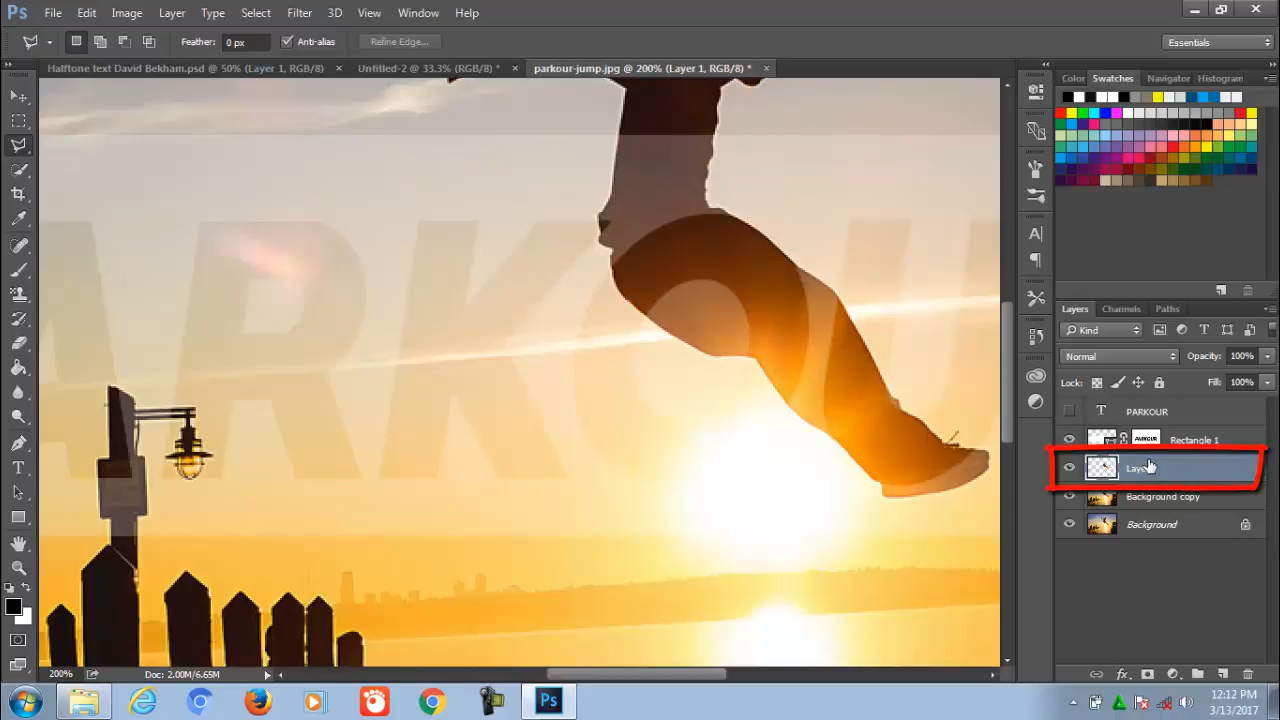 Ps File Edit Image Layer Type Select Filter 3D View Window Help
Feather: 0 px Anti-alias Refine Edge... Essentials
Halftone text David Bekham.psd @ 50% (Layer 1, RGB/8) × Untitled-2 @ 33.3% (RGB/8) * × parkour-jump.jpg @ 200% (Layer 1, RGB/8) * ×
Color Swatches Navigator Histogram
ARKOU
Layers Channels Paths
Kind
Normal Opacity: 100%
Lock: Fill: 100%
T PARKOUR
Rectangle 1
Background copy
Background
200% Doc: 2.00M/6.65M
Ps
12:12 PM
3/13/2017